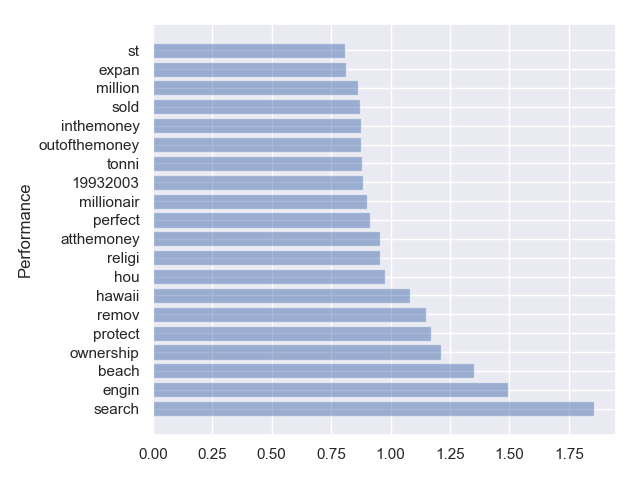 st
expan
million
sold
inthemoney
outofthemoney
tonni
19932003
millionair
perfect
atthemoney
religi
hou
hawaii
remov
protect
ownership
beach
engin
search
Performance
0.00 0.25 0.50 0.75 1.00 1.25 1.50 1.75